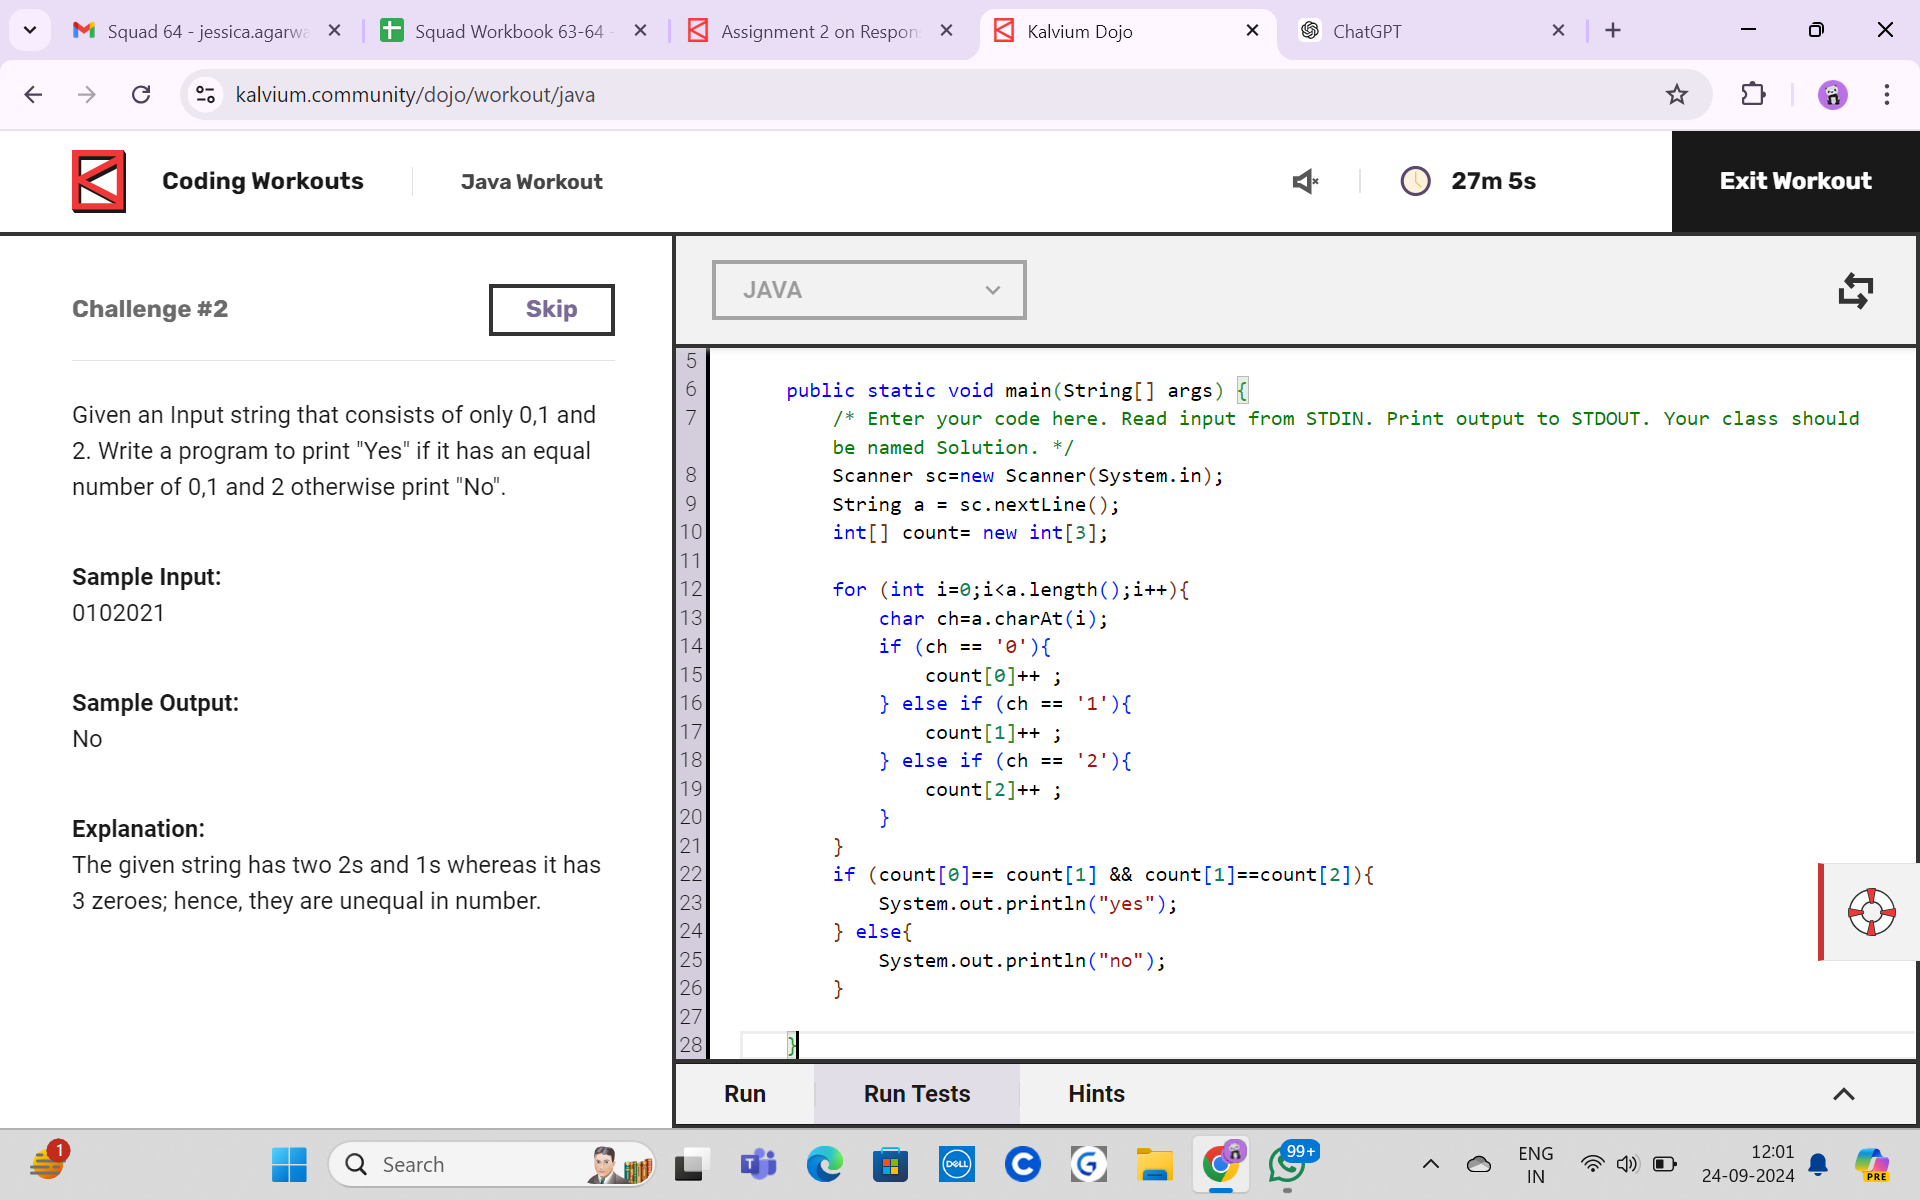 Squad 64 - jessica.agarwa
Squad Workbook 63-64 -
Assignment 2 on Respon
Kalvium Dojo
ChatGPT
kalvium.community/dojo/workout/java
Coding Workouts
Java Workout
27m 5s
Exit Workout
Challenge #2
Skip
Given an Input string that consists of only 0,1 and
2. Write a program to print "Yes" if it has an equal
number of 0,1 and 2 otherwise print "No".
Sample Input:
0102021
Sample Output:
No
Explanation:
The given string has two 2s and 1s whereas it has
3 zeroes; hence, they are unequal in number.
JAVA
5
6 public static void main(String[] args) {
7 /* Enter your code here. Read input from STDIN. Print output to STDOUT. Your class should
be named Solution. */
8 Scanner sc=new Scanner(System.in);
9 String a = sc.nextLine();
10 int[] count= new int[3];
11
12 for (int i=0;i<a.length();i++){
13 char ch=a.charAt(i);
14 if (ch == '0'){
15 count[0]++ ;
16 } else if (ch == '1'){
17 count[1]++ ;
18 } else if (ch == '2'){
19 count[2]++ ;
20 }
21 }
22 if (count[0]== count[1] && count[1]==count[2]){
23 System.out.println("yes");
24 } else{
25 System.out.println("no");
26 }
27
28 }
Run
Run Tests
Hints
1
Search
DELL
99+
ENG
IN
12:01
24-09-2024
PRE